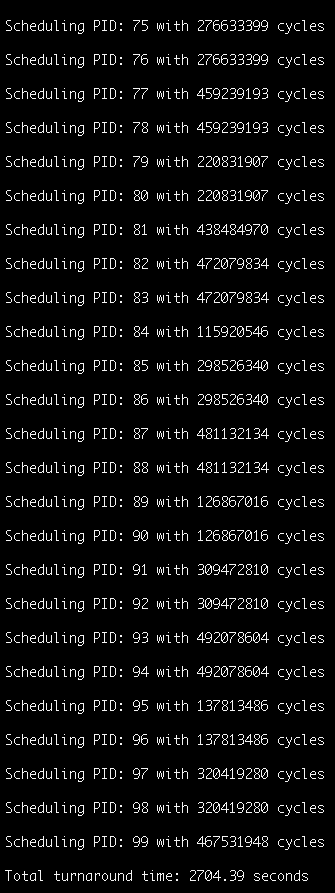 Scheduling PID: 75 with 276633399 cycles
Scheduling PID: 76 with 276633399 cycles
Scheduling PID: 77 with 459239193 cycles
Scheduling PID: 78 with 459239193 cycles
Scheduling PID: 79 with 220831907 cycles
Scheduling PID: 80 with 220831907 cycles
Scheduling PID: 81 with 438484970 cycles
Scheduling PID: 82 with 472079834 cycles
Scheduling PID: 83 with 472079834 cycles
Scheduling PID: 84 with 115920546 cycles
Scheduling PID: 85 with 298526340 cycles
Scheduling PID: 86 with 298526340 cycles
Scheduling PID: 87 with 481132134 cycles
Scheduling PID: 88 with 481132134 cycles
Scheduling PID: 89 with 126867016 cycles
Scheduling PID: 90 with 126867016 cycles
Scheduling PID: 91 with 309472810 cycles
Scheduling PID: 92 with 309472810 cycles
Scheduling PID: 93 with 492078604 cycles
Scheduling PID: 94 with 492078604 cycles
Scheduling PID: 95 with 137813486 cycles
Scheduling PID: 96 with 137813486 cycles
Scheduling PID: 97 with 320419280 cycles
Scheduling PID: 98 with 320419280 cycles
Scheduling PID: 99 with 467531948 cycles
Total turnaround time: 2704.39 seconds